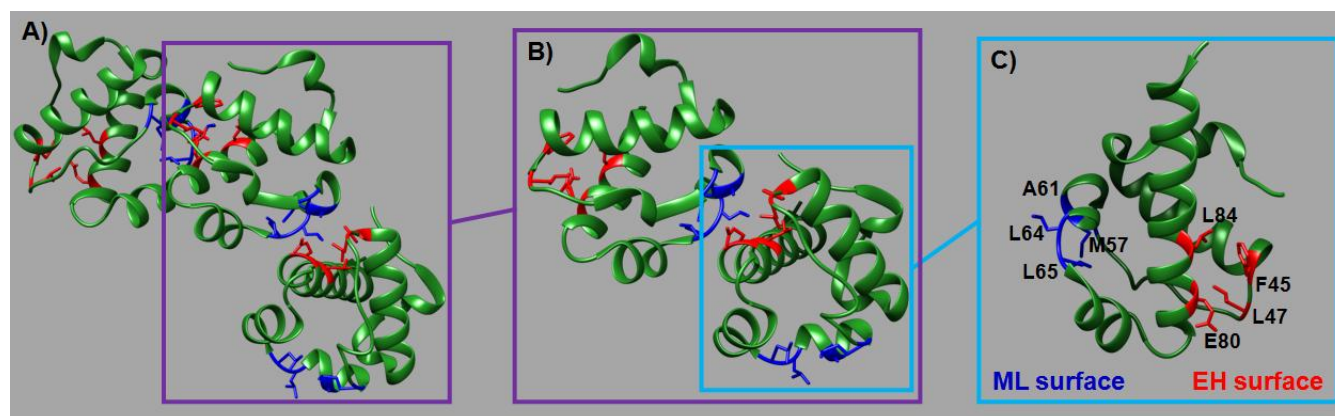 A)
B)
C)
A61
L84
L64
M57
L65
F45
L47
E80
ML surface
EH surface